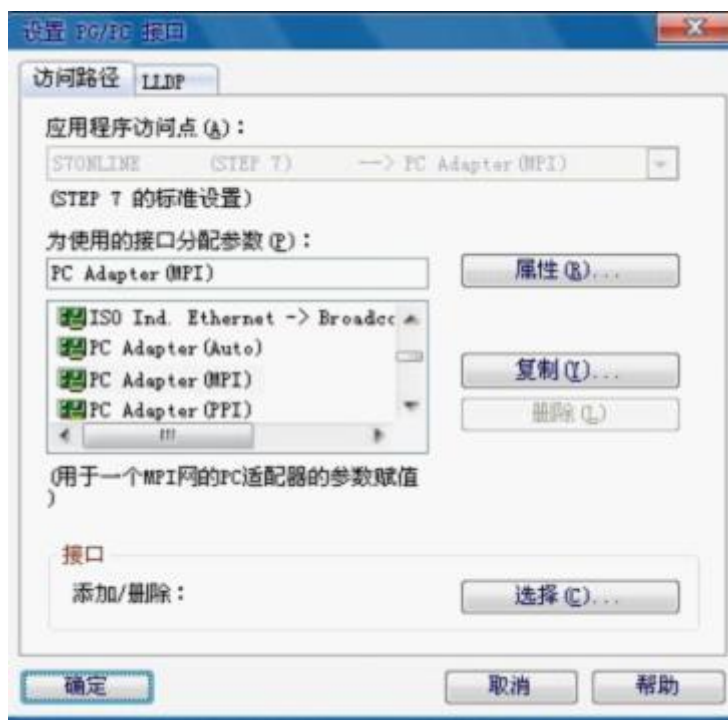 设置 PG/PC 接口
访问路径
LLDP
应用程序访问点(A)：
S7ONLINE (STEP 7) --> PC Adapter(MPI)
(STEP 7 的标准设置)
为使用的接口分配参数(P)：
PC Adapter(MPI)
属性(R)...
ISO Ind. Ethernet -> Broadcc
PC Adapter(Auto)
PC Adapter(MPI)
PC Adapter(PPI)
复制(Y)...
删除(L)
(用于一个MPI网的PC适配器的参数赋值
)
接口
添加/删除：
选择(C)...
确定
取消
帮助